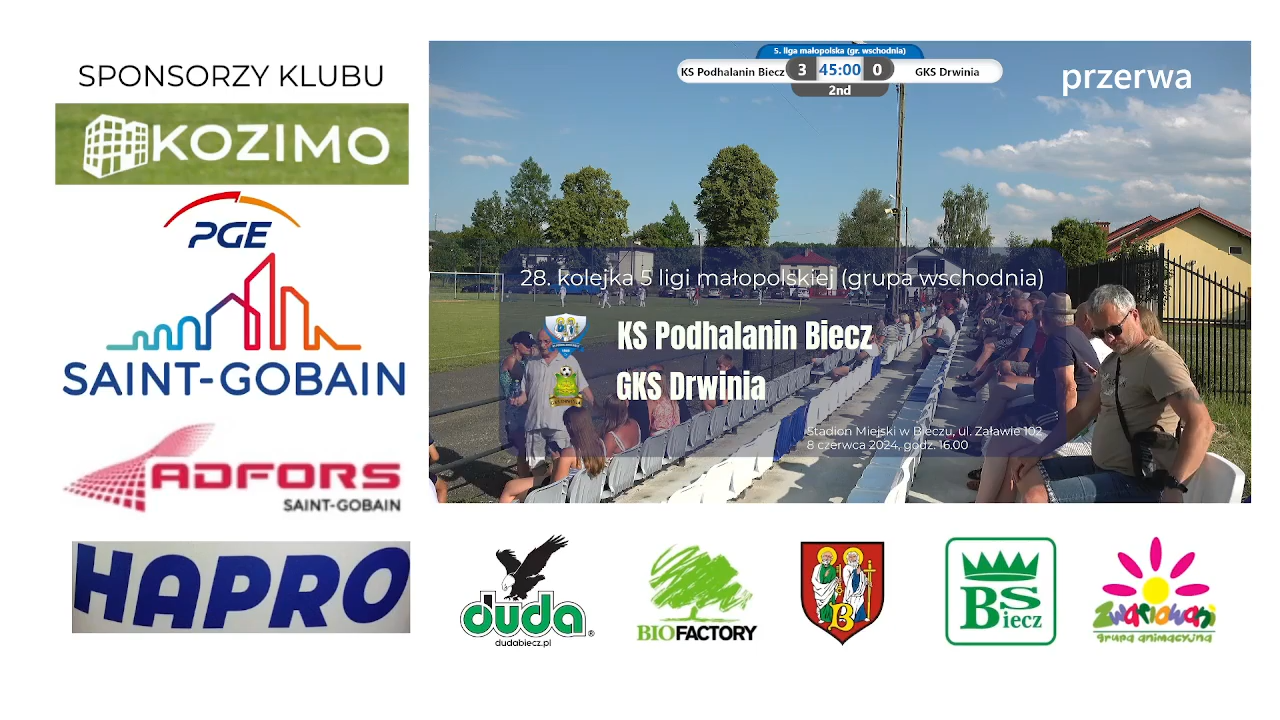 SPONSORZY KLUBU
KOZIMO
PGE
SAINT-GOBAIN
ADFORS
SAINT-GOBAIN
HAPRO
5. liga małopolska (gr. wschodnia)
KS Podhalanin Biecz 3 45:00 0 GKS Drwinia
2nd
przerwa
28. kolejka 5 ligi małopolskiej (grupa wschodnia)
KS Podhalanin Biecz
GKS Drwinia
Stadion Miejski w Bieczu, ul. Załawie 102
8 czerwca 2024, godz. 16.00
duda®
dudabiecz.pl
BIOFACTORY
B
BS
Biecz
Zwariowani
grupa animacyjna